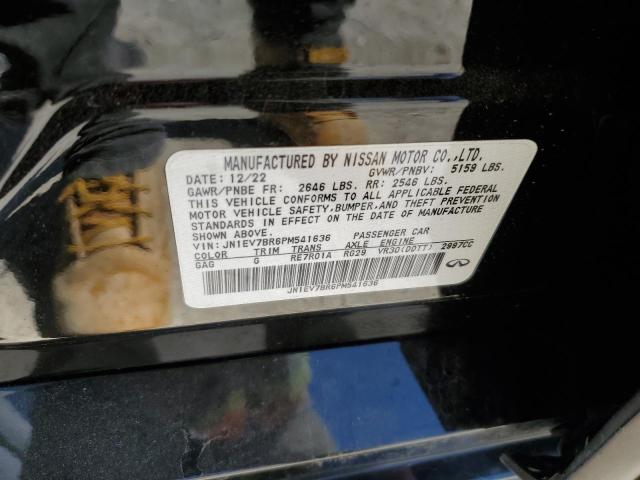 MANUFACTURED BY NISSAN MOTOR CO.,LTD.
DATE: 12/22 GVWR/PNBV: 5159 LBS.
GAWR/PNBE FR: 2646 LBS. RR: 2546 LBS.
THIS VEHICLE CONFORMS TO ALL APPLICABLE FEDERAL
MOTOR VEHICLE SAFETY, BUMPER, AND THEFT PREVENTION
STANDARDS IN EFFECT ON THE DATE OF MANUFACTURE
SHOWN ABOVE.
VIN: JN1EV7BR6PM541636 PASSENGER CAR
COLOR TRIM TRANS AXLE ENGINE
GAG G RE7R01A RG29 VR30(DDTT) 2997CC
JN1EV7BR6PM541636